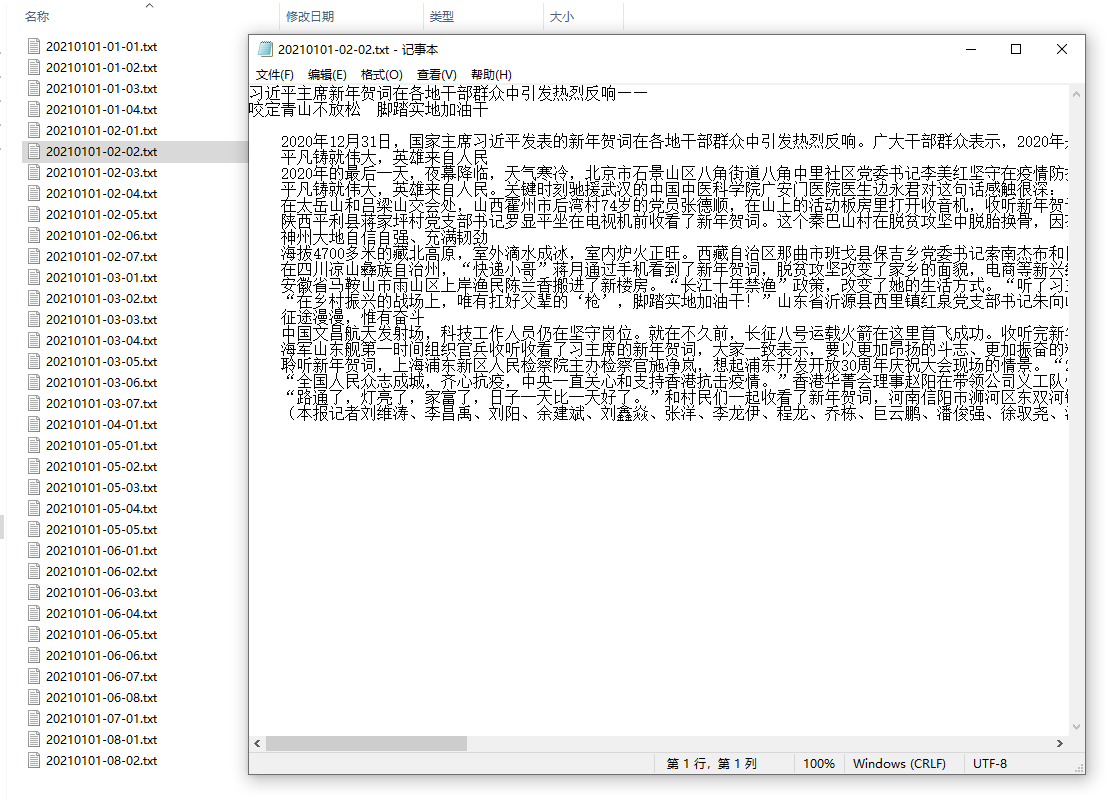 名称 修改日期 类型 大小
20210101-01-01.txt
20210101-01-02.txt
20210101-01-03.txt
20210101-01-04.txt
20210101-02-01.txt
20210101-02-02.txt
20210101-02-03.txt
20210101-02-04.txt
20210101-02-05.txt
20210101-02-06.txt
20210101-02-07.txt
20210101-03-01.txt
20210101-03-02.txt
20210101-03-03.txt
20210101-03-04.txt
20210101-03-05.txt
20210101-03-06.txt
20210101-03-07.txt
20210101-04-01.txt
20210101-05-01.txt
20210101-05-02.txt
20210101-05-03.txt
20210101-05-04.txt
20210101-05-05.txt
20210101-06-01.txt
20210101-06-02.txt
20210101-06-03.txt
20210101-06-04.txt
20210101-06-05.txt
20210101-06-06.txt
20210101-06-07.txt
20210101-06-08.txt
20210101-07-01.txt
20210101-08-01.txt
20210101-08-02.txt
20210101-02-02.txt - 记事本
文件(F) 编辑(E) 格式(O) 查看(V) 帮助(H)
习近平主席新年贺词在各地干部群众中引发热烈反响——
咬定青山不放松 脚踏实地加油干
2020年12月31日，国家主席习近平发表的新年贺词在各地干部群众中引发热烈反响。广大干部群众表示，2020年
平凡铸就伟大，英雄来自人民
2020年的最后一天，夜幕降临，天气寒冷，北京市石景山区八角街道八角中里社区党委书记李美红坚守在疫情防
平凡铸就伟大，英雄来自人民。关键时刻驰援武汉的中国中医科学院广安门医院医生边永君对这句话感触很深：
在太岳山和吕梁山交会处，山西霍州市后湾村74岁的党员张德顺，在山上的活动板房里打开收音机，收听新年贺
陕西平利县蒋家坪村党支部书记罗显平坐在电视机前收看了新年贺词。这个秦巴山村在脱贫攻坚中脱胎换骨，因
神州大地自信自强、充满韧劲
海拔4700多米的藏北高原，室外滴水成冰，室内炉火正旺。西藏自治区那曲市班戈县保吉乡党委书记索南杰布和
在四川凉山彝族自治州，“快递小哥”蒋月通过手机看到了新年贺词，脱贫攻坚改变了家乡的面貌，电商等新兴
安徽省马鞍山市雨山区上岸渔民陈兰香搬进了新楼房。“长江十年禁渔”政策，改变了她的生活方式。“听了习
“在乡村振兴的战场上，唯有扛好父辈的‘枪’，脚踏实地加油干！”山东省沂源县西里镇红泉党支部书记朱向
征途漫漫，惟有奋斗
中国文昌航天发射场，科技工作人员仍在坚守岗位。就在不久前，长征八号运载火箭在这里首飞成功。收听完新
海军山东舰第一时间组织官兵收听收看了习主席的新年贺词，大家一致表示，要以更加昂扬的斗志、更加振奋的
聆听新年贺词，上海浦东新区人民检察院主办检察官施净岚，想起浦东开发开放30周年庆祝大会现场的情景。“2
“全国人民众志成城，齐心抗疫，中央一直关心和支持香港抗击疫情。”香港华菁会理事赵阳在带领公司义工队
“路通了，灯亮了，家富了，日子一天比一天好了。”和村民们一起收看了新年贺词，河南信阳市浉河区东双河
（本报记者刘维涛、李昌禹、刘阳、余建斌、刘鑫焱、张洋、李龙伊、程龙、乔栋、巨云鹏、潘俊强、徐驭尧、
第 1 行，第 1 列 100% Windows (CRLF) UTF-8